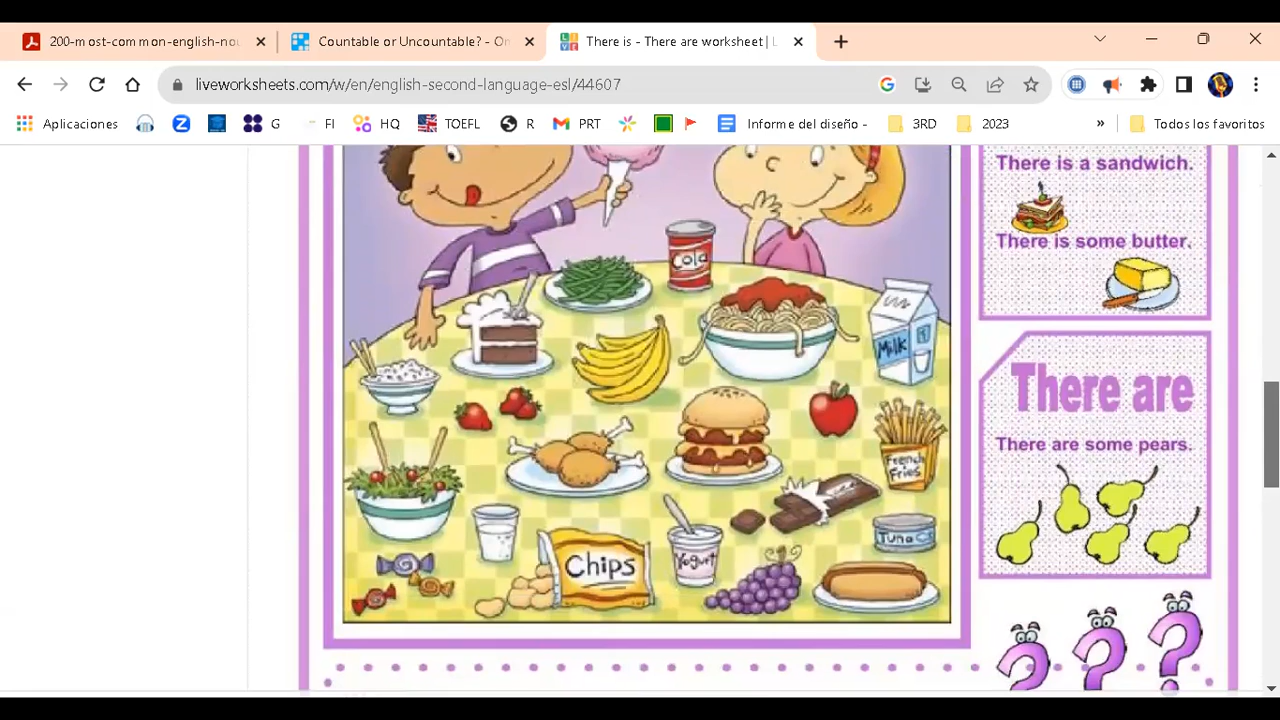 200-most-common-english-nou
Countable or Uncountable? - On
There is - There are worksheet | L
liveworksheets.com/w/en/english-second-language-esl/44607
Aplicaciones
G
FI
HQ
TOEFL
R
PRT
Informe del diseño -
3RD
2023
»
Todos los favoritos
There is a sandwich.
There is some butter.
Cola
Milk
There are
There are some pears.
French
Fries
Tuna
Chips
Yogurt
? ? ?